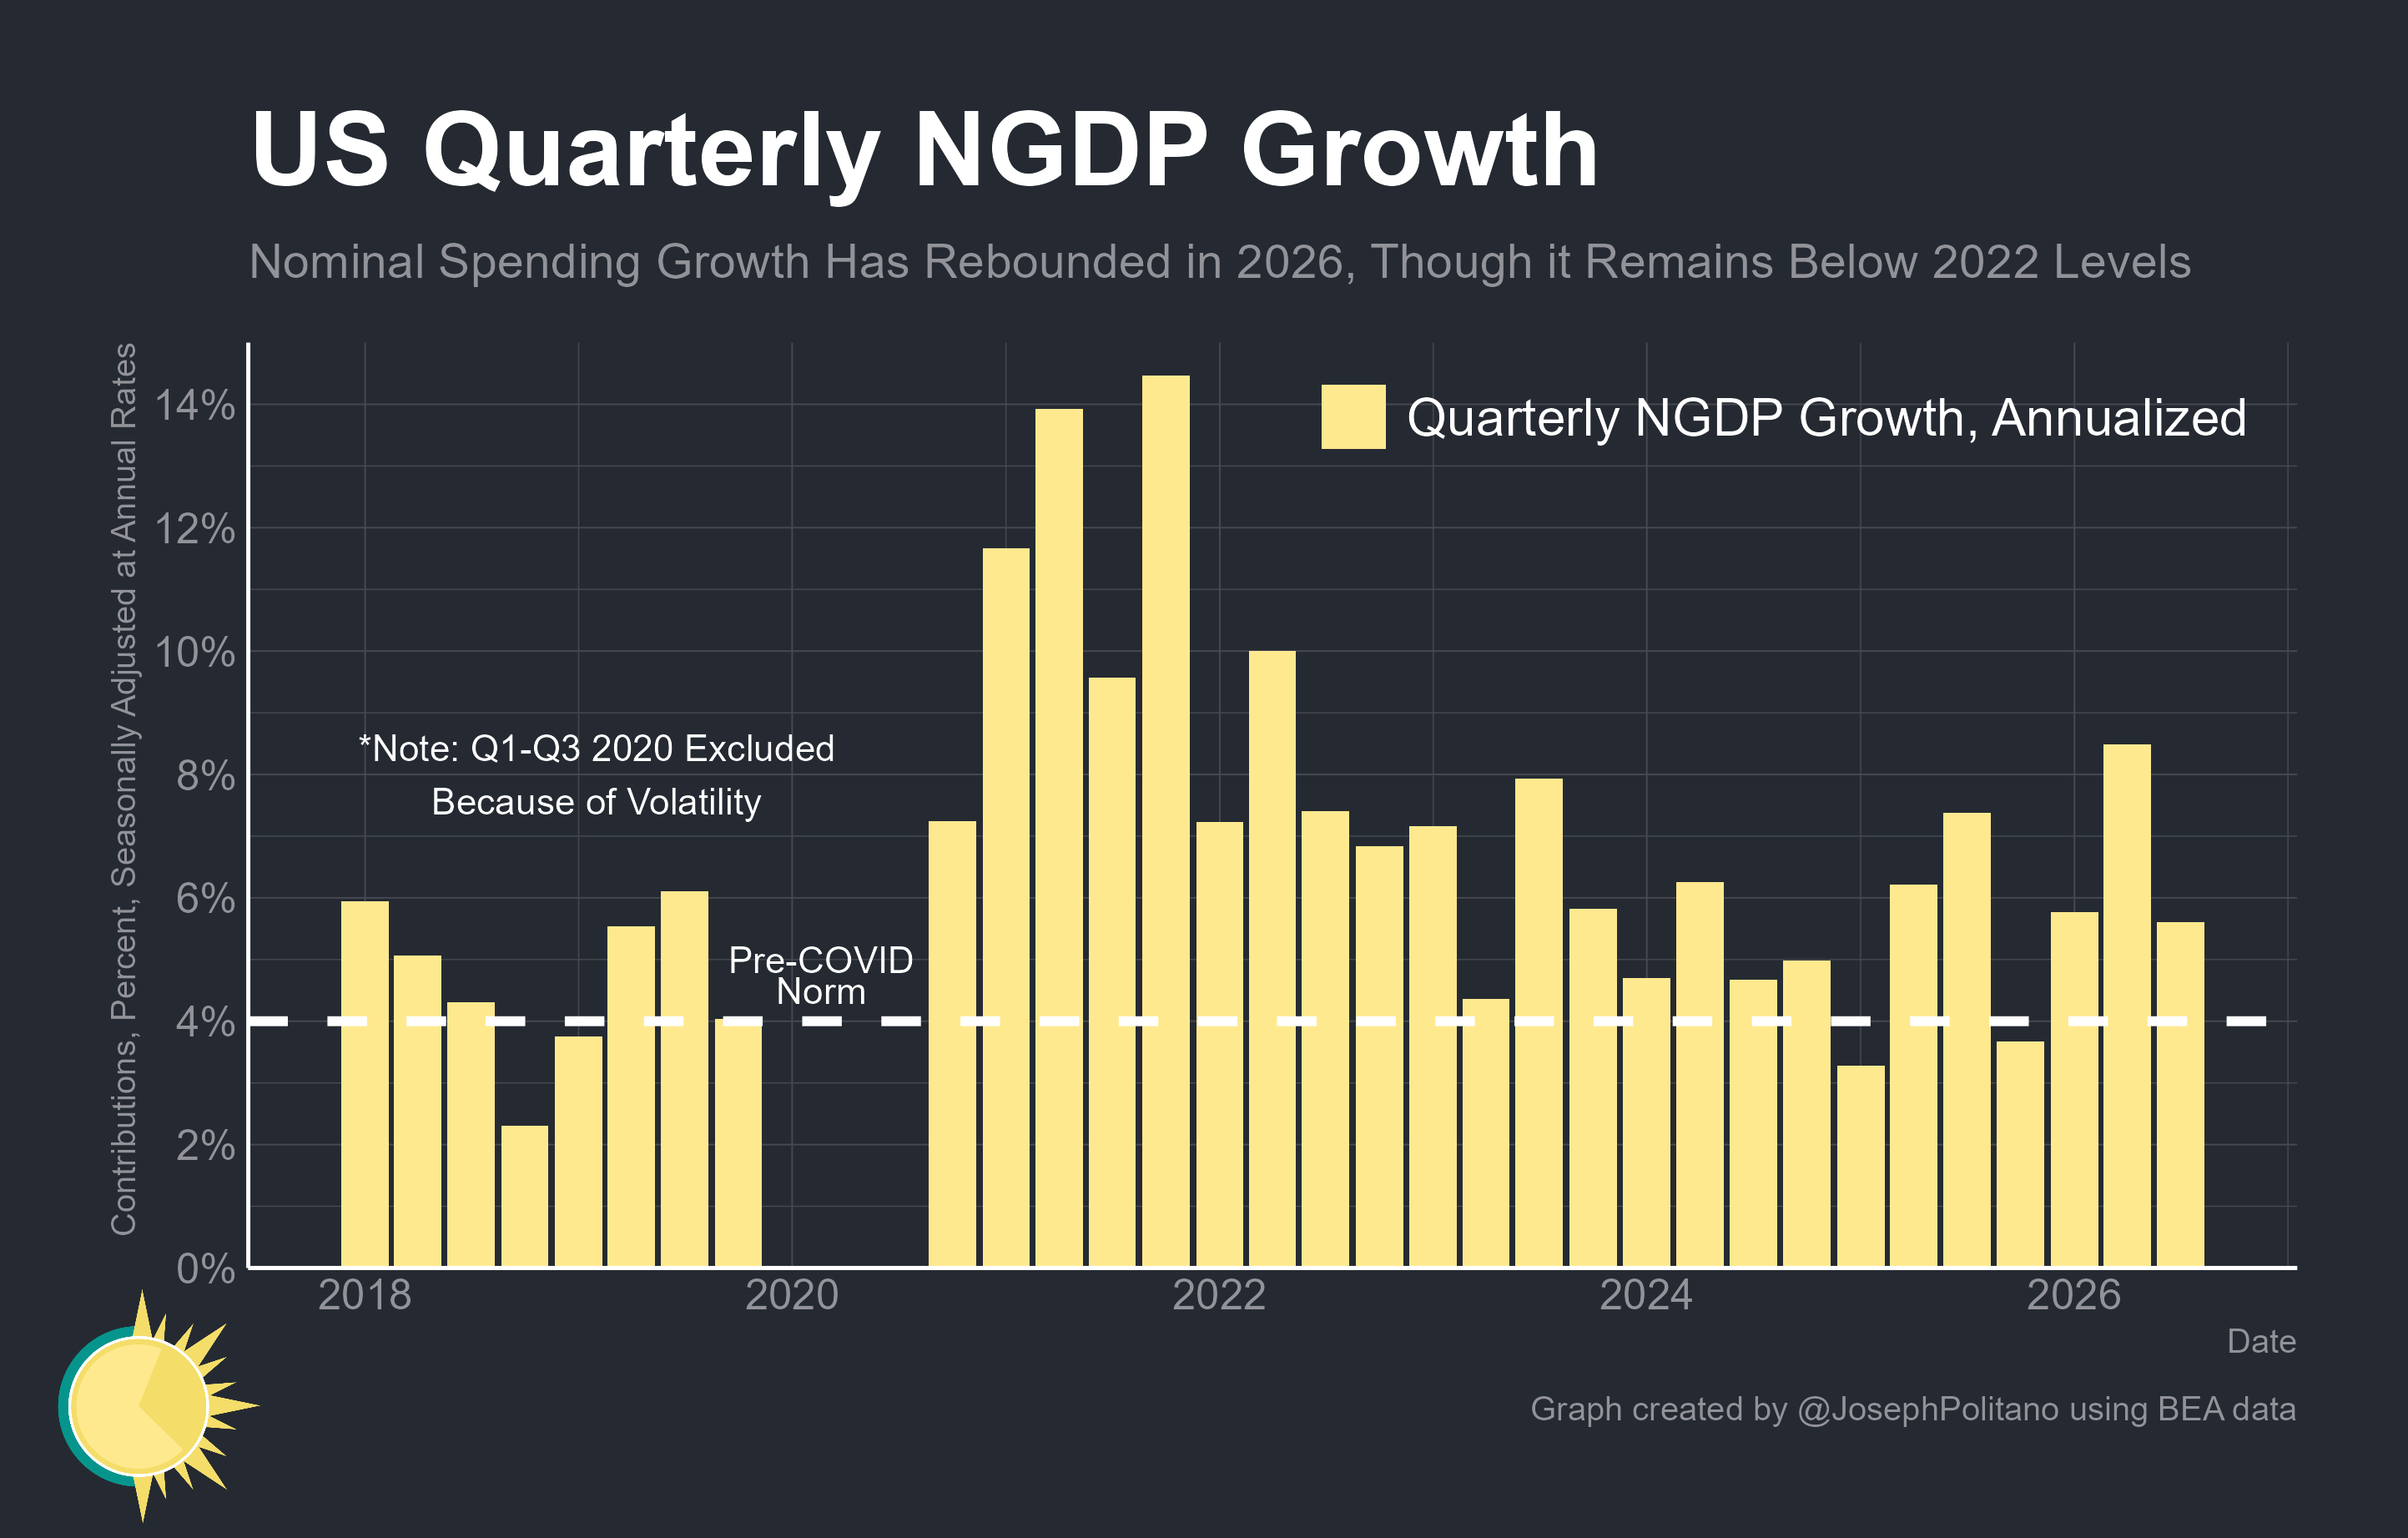 US Quarterly NGDP Growth
Nominal Spending Growth Has Rebounded in 2026, Though it Remains Below 2022 Levels
Contributions, Percent, Seasonally Adjusted at Annual Rates
14%
12%
10%
8%
6%
4%
2%
0%
Quarterly NGDP Growth, Annualized
*Note: Q1-Q3 2020 Excluded
Because of Volatility
Pre-COVID
Norm
2018
2020
2022
2024
2026
Date
Graph created by @JosephPolitano using BEA data